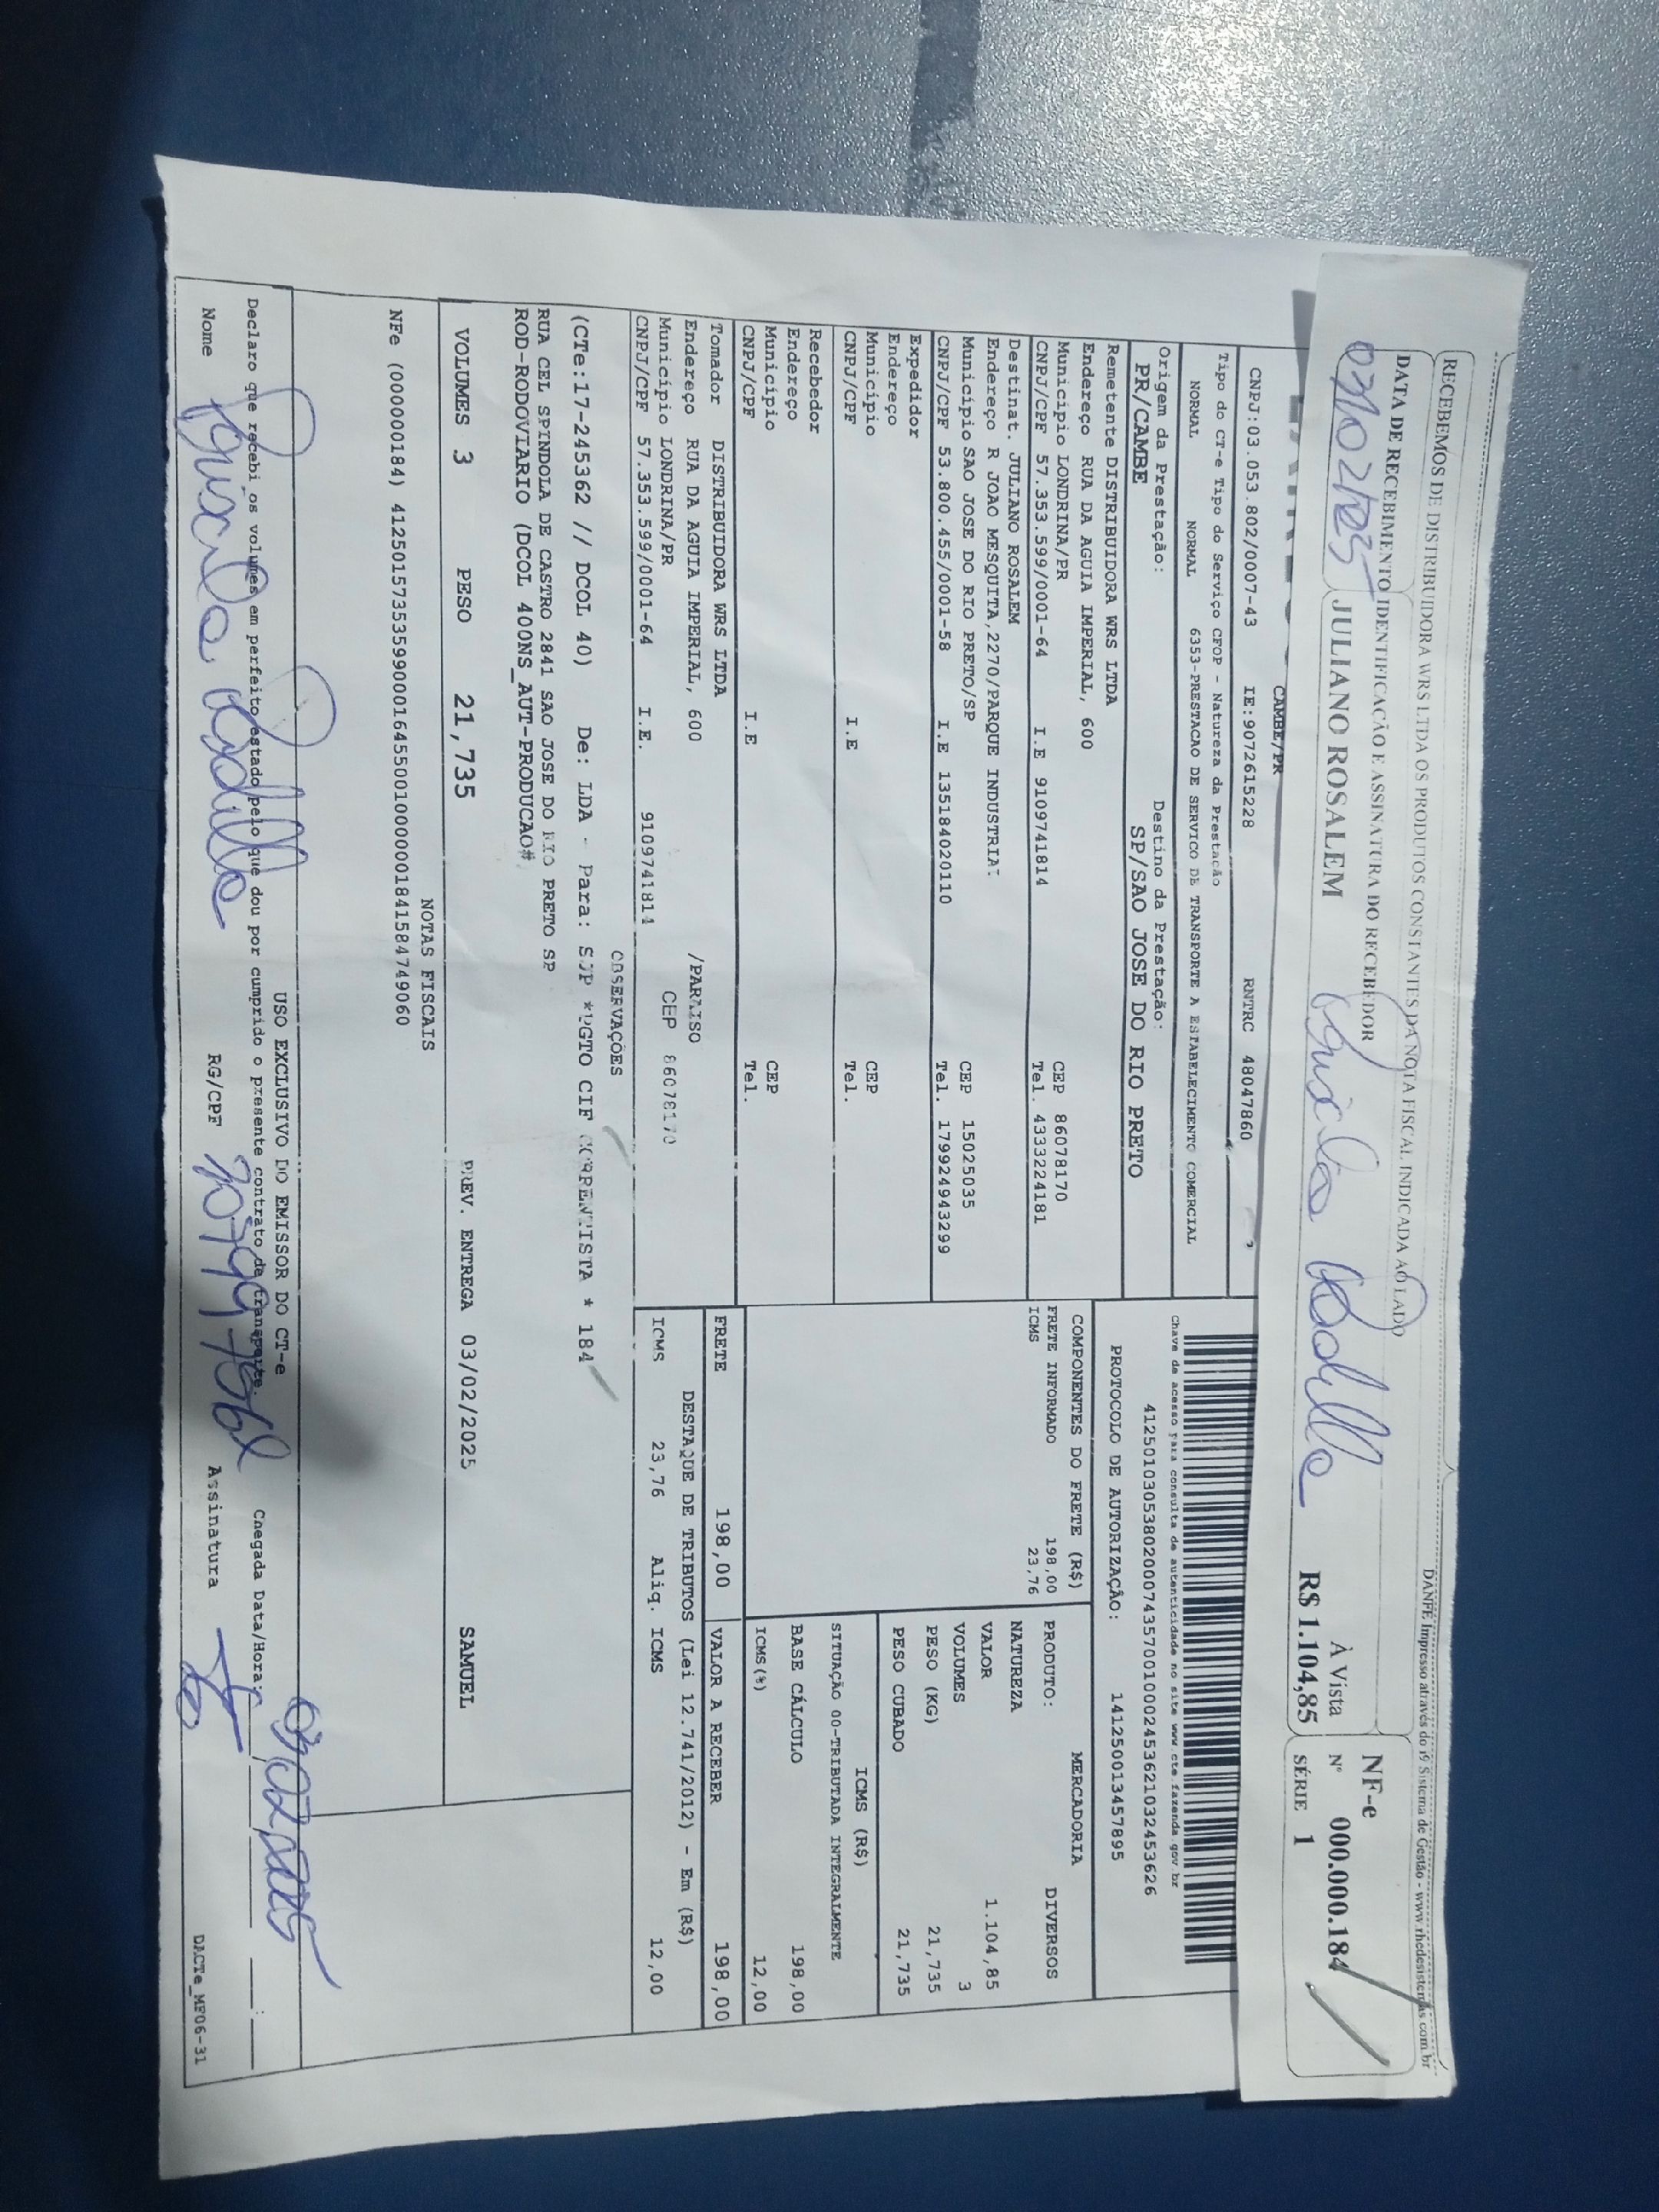 RECEBEMOS DE DISTRIBUIDORA WRS LTDA OS PRODUTOS CONSTANTES DA NOTA FISCAL INDICADA AO LADO
DANFE Impresso através do i9 Sistema de Gestão - www.rhedesistemas.com.br
DATA DE RECEBIMENTO
IDENTIFICAÇÃO E ASSINATURA DO RECEBEDOR
JULIANO ROSALEM
À Vista
R$ 1.104,85
NF-e
Nº 000.000.184
SÉRIE 1
CAMBE/PR
CNPJ:03.053.802/0007-43 IE:9072615228 RNTRC 48047860
Tipo do CT-e Tipo do Serviço CFOP - Natureza da Prestação
NORMAL NORMAL 6353-PRESTACAO DE SERVICO DE TRANSPORTE A ESTABELECIMENTO COMERCIAL
Chave de acesso para consulta de autenticidade no site www.cte.fazenda.gov.br
41250103053802000743570010002453621032453626
PROTOCOLO DE AUTORIZAÇÃO: 141250013457895
Origem da Prestação: Destino da Prestação:
PR/CAMBE SP/SAO JOSE DO RIO PRETO
Remetente DISTRIBUIDORA WRS LTDA
Endereço RUA DA AGUIA IMPERIAL, 600
Municipio LONDRINA/PR CEP 86078170
CNPJ/CPF 57.353.599/0001-64 I.E 9109741814 Tel. 4333224181
Destinat. JULIANO ROSALEM
Endereço R JOAO MESQUITA,2270/PARQUE INDUSTRIA
Municipio SAO JOSE DO RIO PRETO/SP CEP 15025035
CNPJ/CPF 53.800.455/0001-58 I.E 135184020110 Tel. 179924943299
Expedidor
Endereço
Município CEP
CNPJ/CPF I.E Tel.
Recebedor
Endereço
Município CEP
CNPJ/CPF I.E Tel.
Tomador DISTRIBUIDORA WRS LTDA
Endereço RUA DA AGUIA IMPERIAL, 600 /PARAISO
Município LONDRINA/PR CEP 86078170
CNPJ/CPF 57.353.599/0001-64 I.E. 9109741814
COMPONENTES DO FRETE (R$)
FRETE INFORMADO 198,00
ICMS 23,76
MERCADORIA
PRODUTO: DIVERSOS
NATUREZA
VALOR 1.104,85
VOLUMES 3
PESO (KG) 21,735
PESO CUBADO 21,735
ICMS (R$)
SITUAÇÃO 00-TRIBUTADA INTEGRALMENTE
BASE CÁLCULO 198,00
ICMS(%) 12,00
FRETE 198,00 VALOR A RECEBER 198,00
DESTAQUE DE TRIBUTOS (Lei 12.741/2012) - Em (R$)
ICMS 23,76 Aliq. ICMS 12,00
OBSERVAÇÕES
(CTe:17-245362 // DCOL 40) De: LDA - Para: SJP *PGTO CIF CORRENTISTA * 184
RUA CEL SPINDOLA DE CASTRO 2841 SAO JOSE DO RIO PRETO SP
ROD-RODOVIARIO (DCOL 400NS_AUT-PRODUCAO#
VOLUMES 3 PESO 21,735 PREV. ENTREGA 03/02/2025 SAMUEL
NOTAS FISCAIS
NFe (000000184) 41250157353599000164550010000001841584749060
USO EXCLUSIVO DO EMISSOR DO CT-e
Declaro que recebi os volumes em perfeito estado pelo que dou por cumprido o presente contrato de transporte.
Chegada Data/Hora:
Nome RG/CPF Assinatura
DACTe_MF06-31